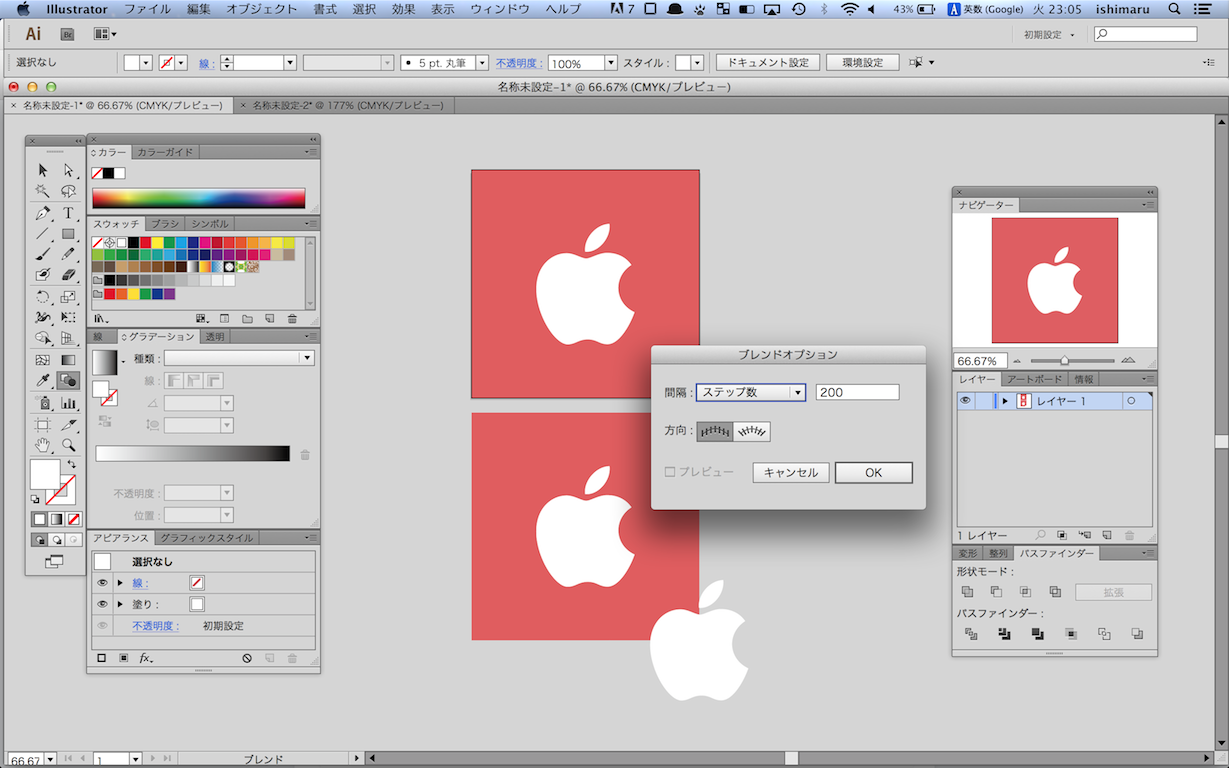 Illustrator ファイル 編集 オブジェクト 書式 選択 効果 表示 ウィンドウ ヘルプ 7 43% A 英数 (Google) 火 23:05 ishimaru
Ai Br 初期設定
選択なし 線 : 5 pt. 丸筆 不透明度 : 100% スタイル : ドキュメント設定 環境設定
名称未設定-1* @ 66.67% (CMYK/プレビュー)
× 名称未設定-1* @ 66.67% (CMYK/プレビュー) × 名称未設定-2* @ 177% (CMYK/プレビュー)
カラー カラーガイド
スウォッチ ブラシ シンボル
線 グラデーション 透明
種類 :
線 :
不透明度 :
位置 :
アピアランス グラフィックスタイル
選択なし
線 :
塗り :
不透明度 : 初期設定
fx.
T
ブレンドオプション
間隔 : ステップ数 200
方向 :
プレビュー キャンセル OK
ナビゲーター
66.67%
レイヤー アートボード 情報
レイヤー 1
1 レイヤー
変形 整列 パスファインダー
形状モード :
拡張
パスファインダー :
66.67 1 ブレンド